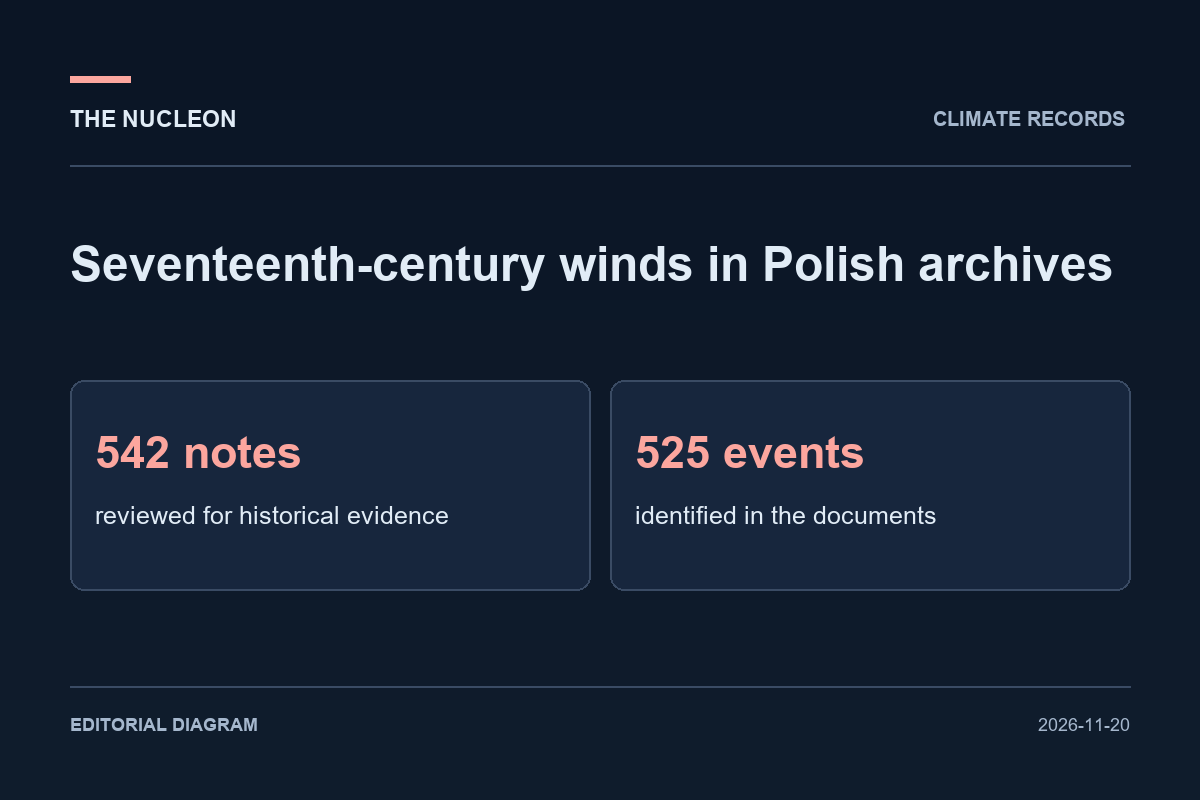 THE NUCLEON
CLIMATE RECORDS
Seventeenth-century winds in Polish archives
542 notes
reviewed for historical evidence
525 events
identified in the documents
EDITORIAL DIAGRAM
2026-11-20